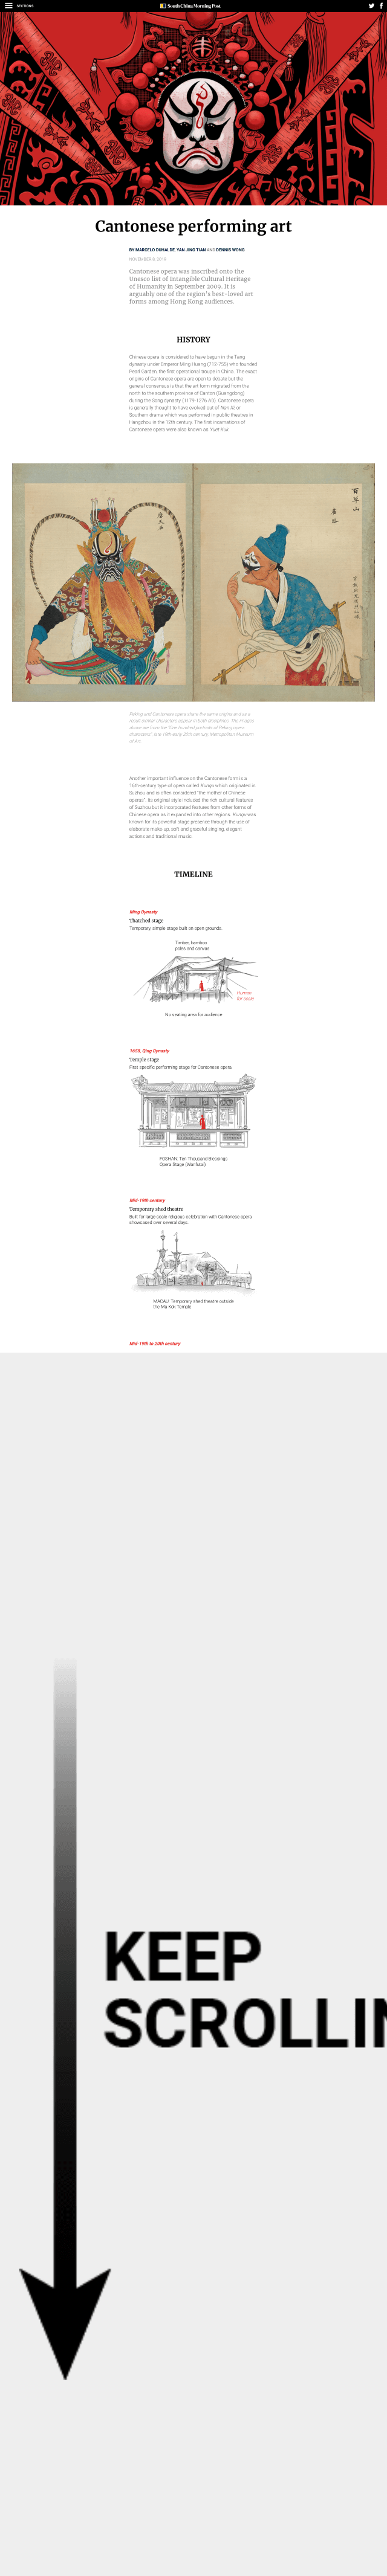 SECTIONS
South China Morning Post
Cantonese performing art
BY MARCELO DUHALDE, YAN JING TIAN AND DENNIS WONG
NOVEMBER 6, 2019
Cantonese opera was inscribed onto the
Unesco list of Intangible Cultural Heritage
of Humanity in September 2009. It is
arguably one of the region's best-loved art
forms among Hong Kong audiences.
HISTORY
Chinese opera is considered to have begun in the Tang
dynasty under Emperor Ming Huang (712-755) who founded
Pearl Garden, the first operational troupe in China. The exact
origins of Cantonese opera are open to debate but the
general consensus is that the art form migrated from the
north to the southern province of Canton (Guangdong)
during the Song dynasty (1179-1276 AD). Cantonese opera
is generally thought to have evolved out of Nan Xi or
Southern drama which was performed in public theatres in
Hangzhou in the 12th century. The first incarnations of
Cantonese opera were also known as Yuet Kuk.
Peking and Cantonese opera share the same origins and as a
result similar characters appear in both disciplines. The images
above are from the "One hundred portraits of Peking opera
characters", late 19th-early 20th century, Metropolitan Museum
Another important influence on the Cantonese form is a
16th-century type of opera called Kunqu which originated in
Suzhou and is often considered "the mother of Chinese
operas". Its original style included the rich cultural features
of Suzhou but it incorporated features from other forms of
Chinese opera as it expanded into other regions. Kunqu was
known for its powerful stage presence through the use of
elaborate make-up, soft and graceful singing, elegant
actions and traditional music.
TIMELINE
Ming Dynasty
Thatched stage
Temporary, simple stage built on open grounds
Timber, bamboo
poles and canvas
Human
for scale
No seating area for audience
1658, Qing Dynasty
Temple stage
First specific performing stage for Cantonese opera
FOSHAN: Ten Thousand Blessings
Opera Stage (Wanfutai)
Mid-19th century
Temporary shed theatre
Built for large-scale religious celebration with Cantonese opera
showcased over several days
MACAU: Temporary shed theatre outside
the Ma Kok Temple
Mid-19th to 20th century
KEEP
SCROLLIN